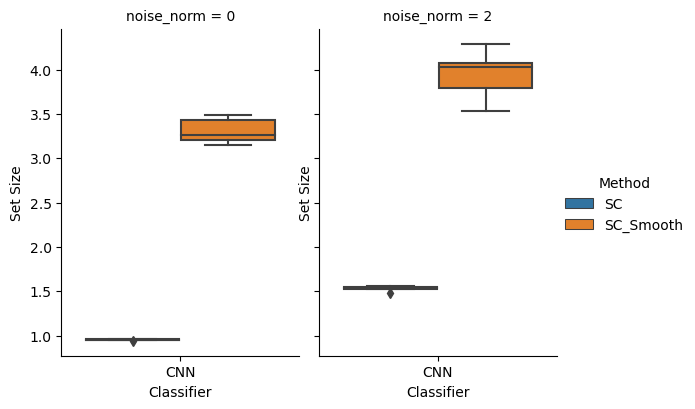 noise_norm = 0
noise_norm = 2
Set Size
4.0
3.5
3.0
2.5
2.0
1.5
1.0
CNN
Classifier
Set Size
CNN
Classifier
Method
SC
SC_Smooth